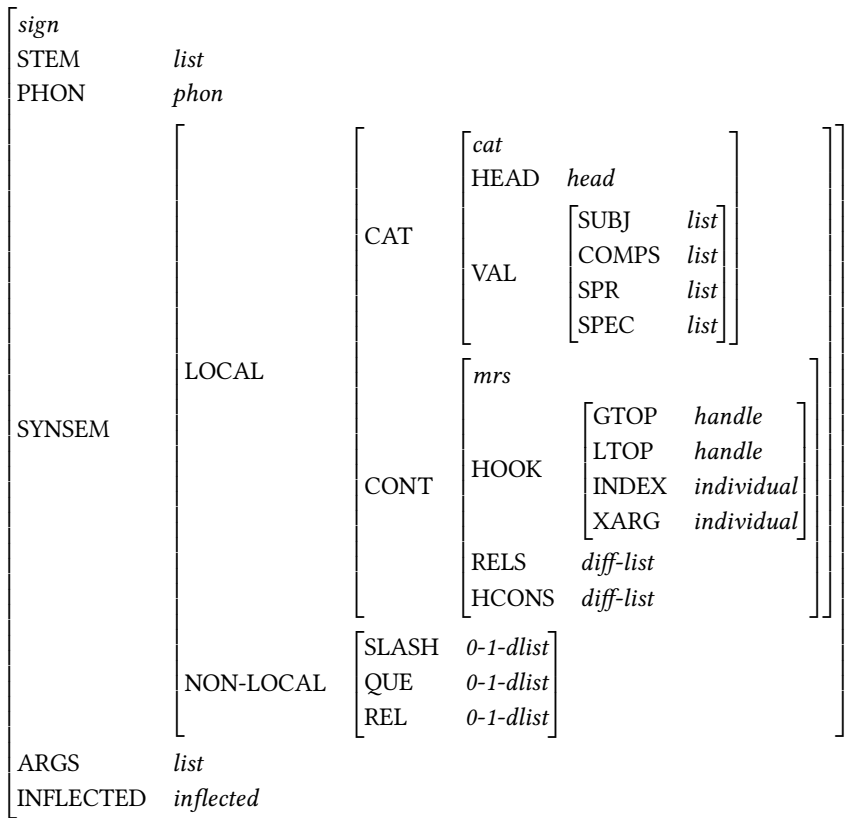 sign
STEM list
PHON phon
SYNSEM
LOCAL
CAT
cat
HEAD head
VAL
SUBJ list
COMPS list
SPR list
SPEC list
CONT
mrs
HOOK
GTOP handle
LTOP handle
INDEX individual
XARG individual
RELS diff-list
HCONS diff-list
NON-LOCAL
SLASH 0-1-dlist
QUE 0-1-dlist
REL 0-1-dlist
ARGS list
INFLECTED inflected